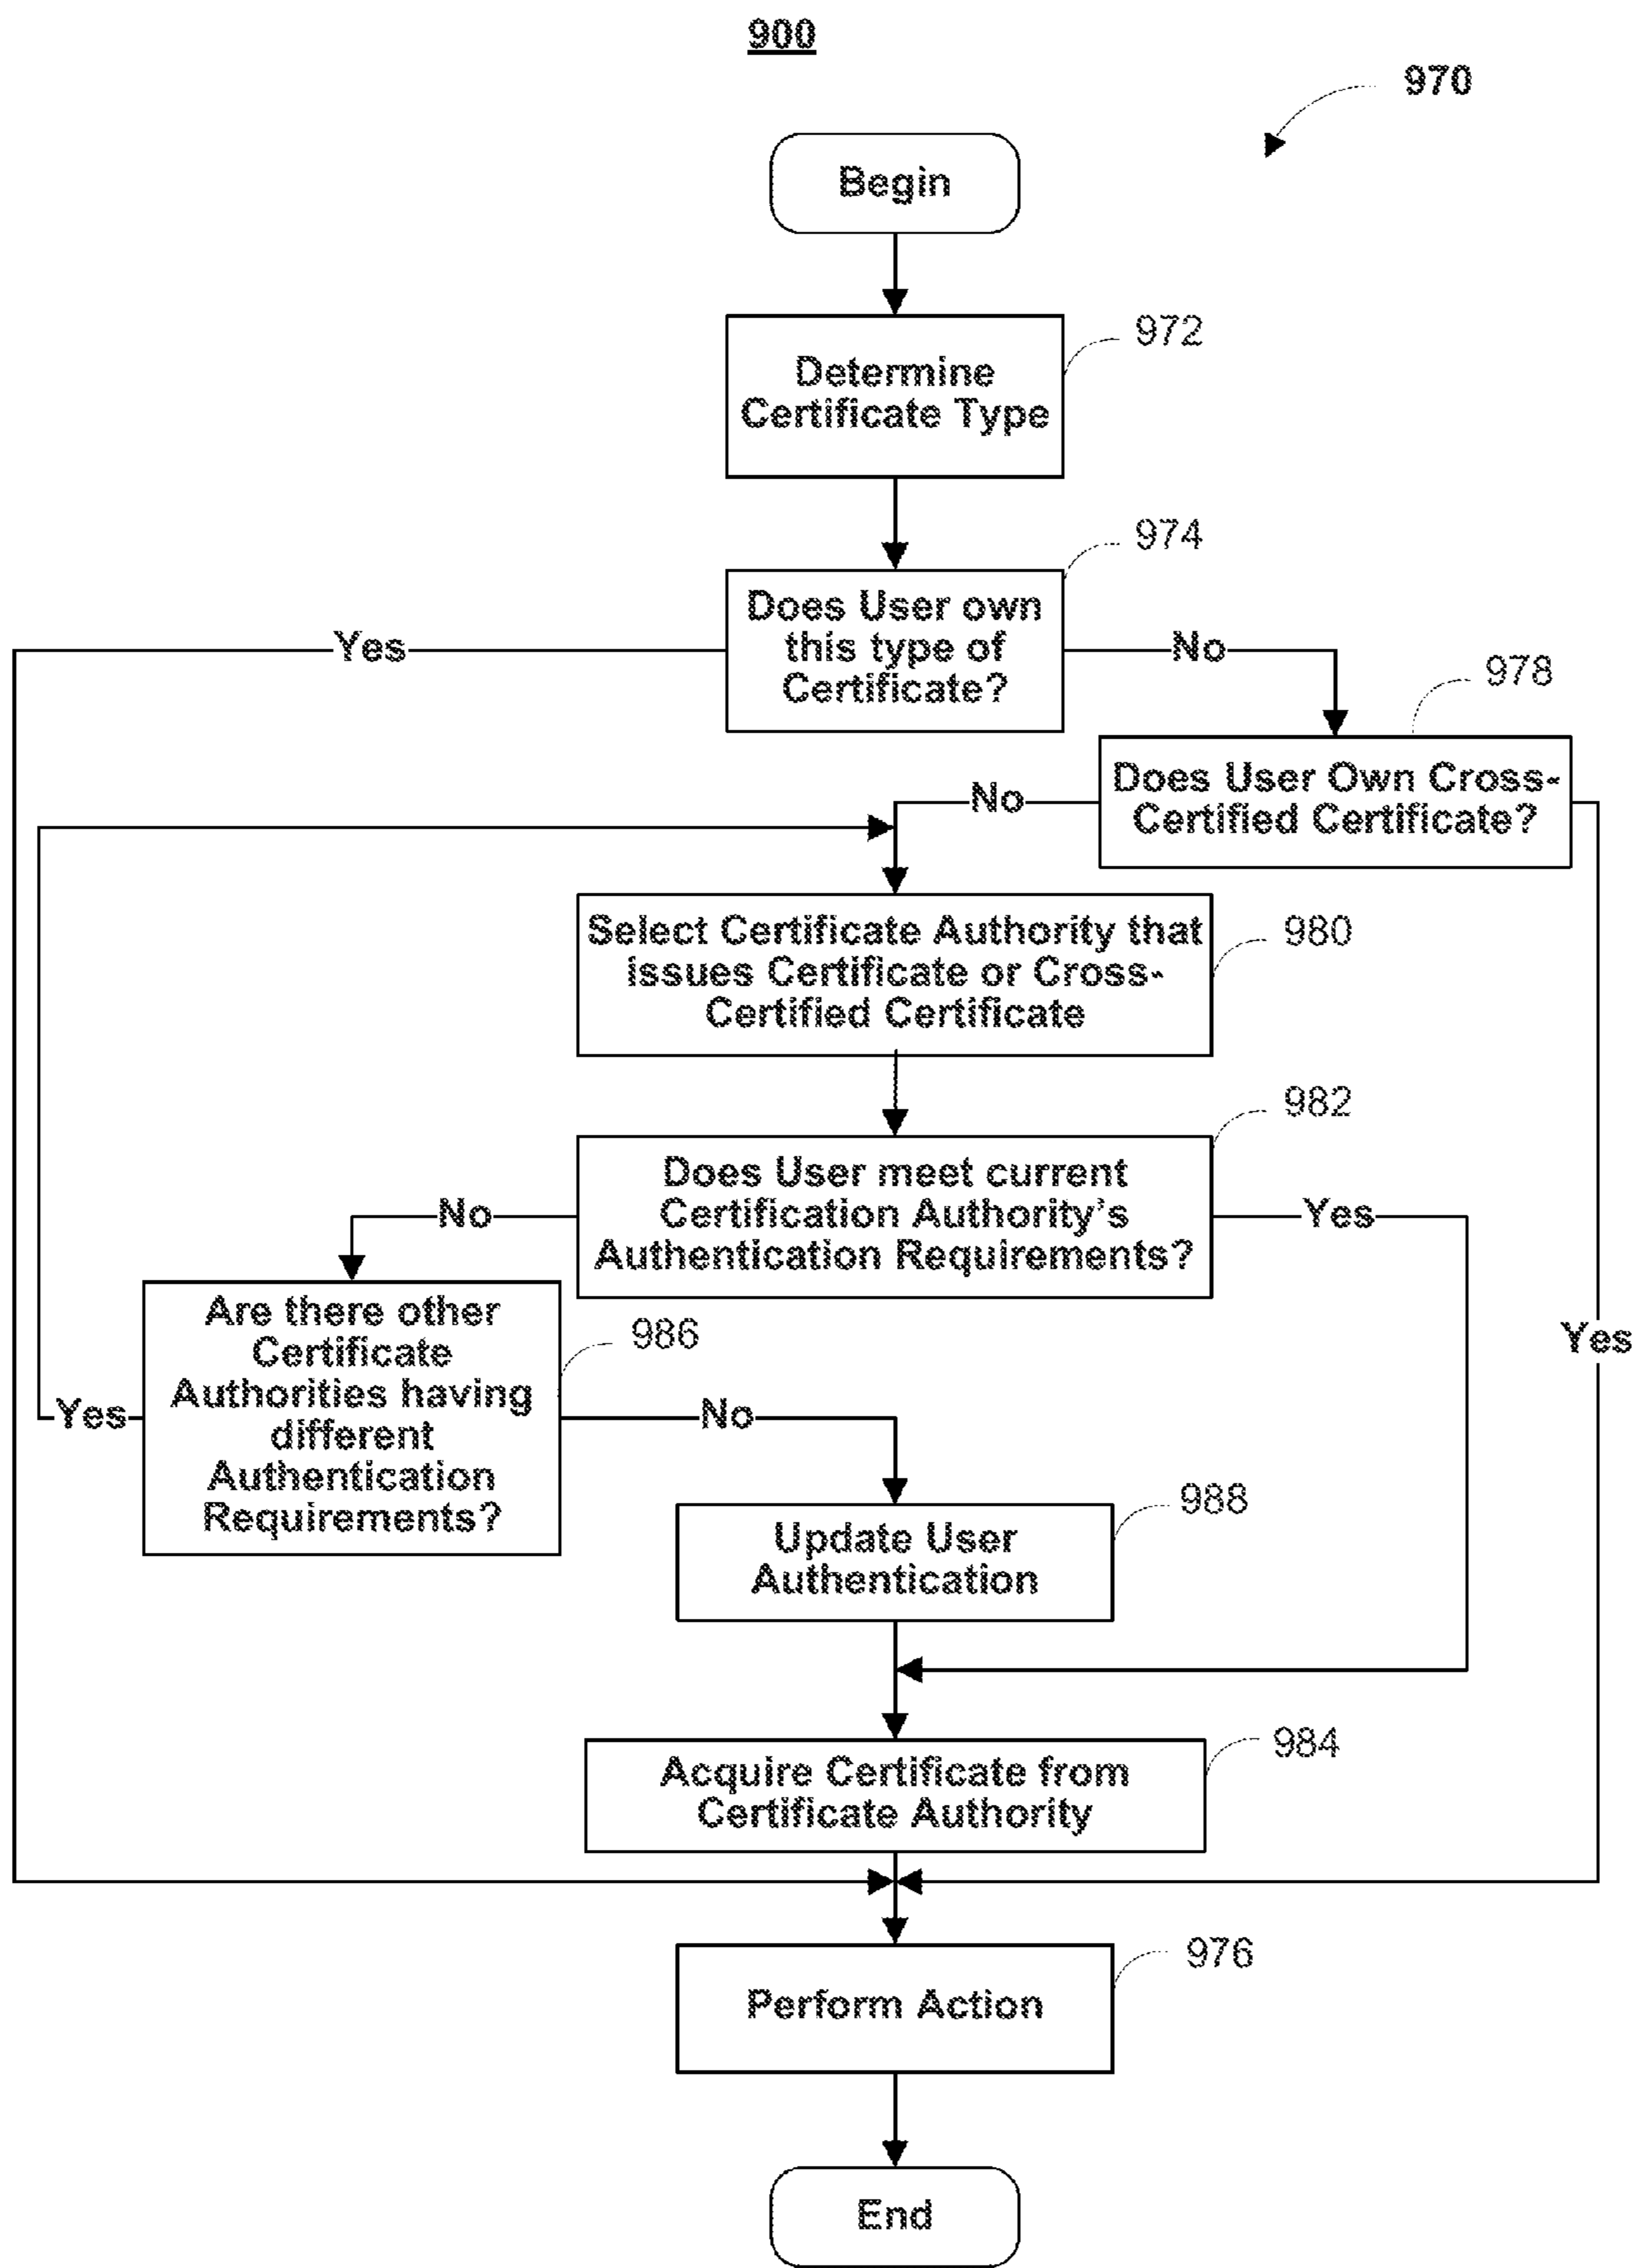 900
970
Begin
972
Determine
Certificate Type
974
Does User own
this type of
Certificate?
Yes
No
978
Does User Own Cross-
Certified Certificate?
No
980
Select Certificate Authority that
issues Certificate or Cross-
Certified Certificate
982
Does User meet current
Certification Authority's
Authentication Requirements?
No
Yes
Yes
986
Are there other
Certificate
Authorities having
different
Authentication
Requirements?
Yes
No
988
Update User
Authentication
984
Acquire Certificate from
Certificate Authority
976
Perform Action
End